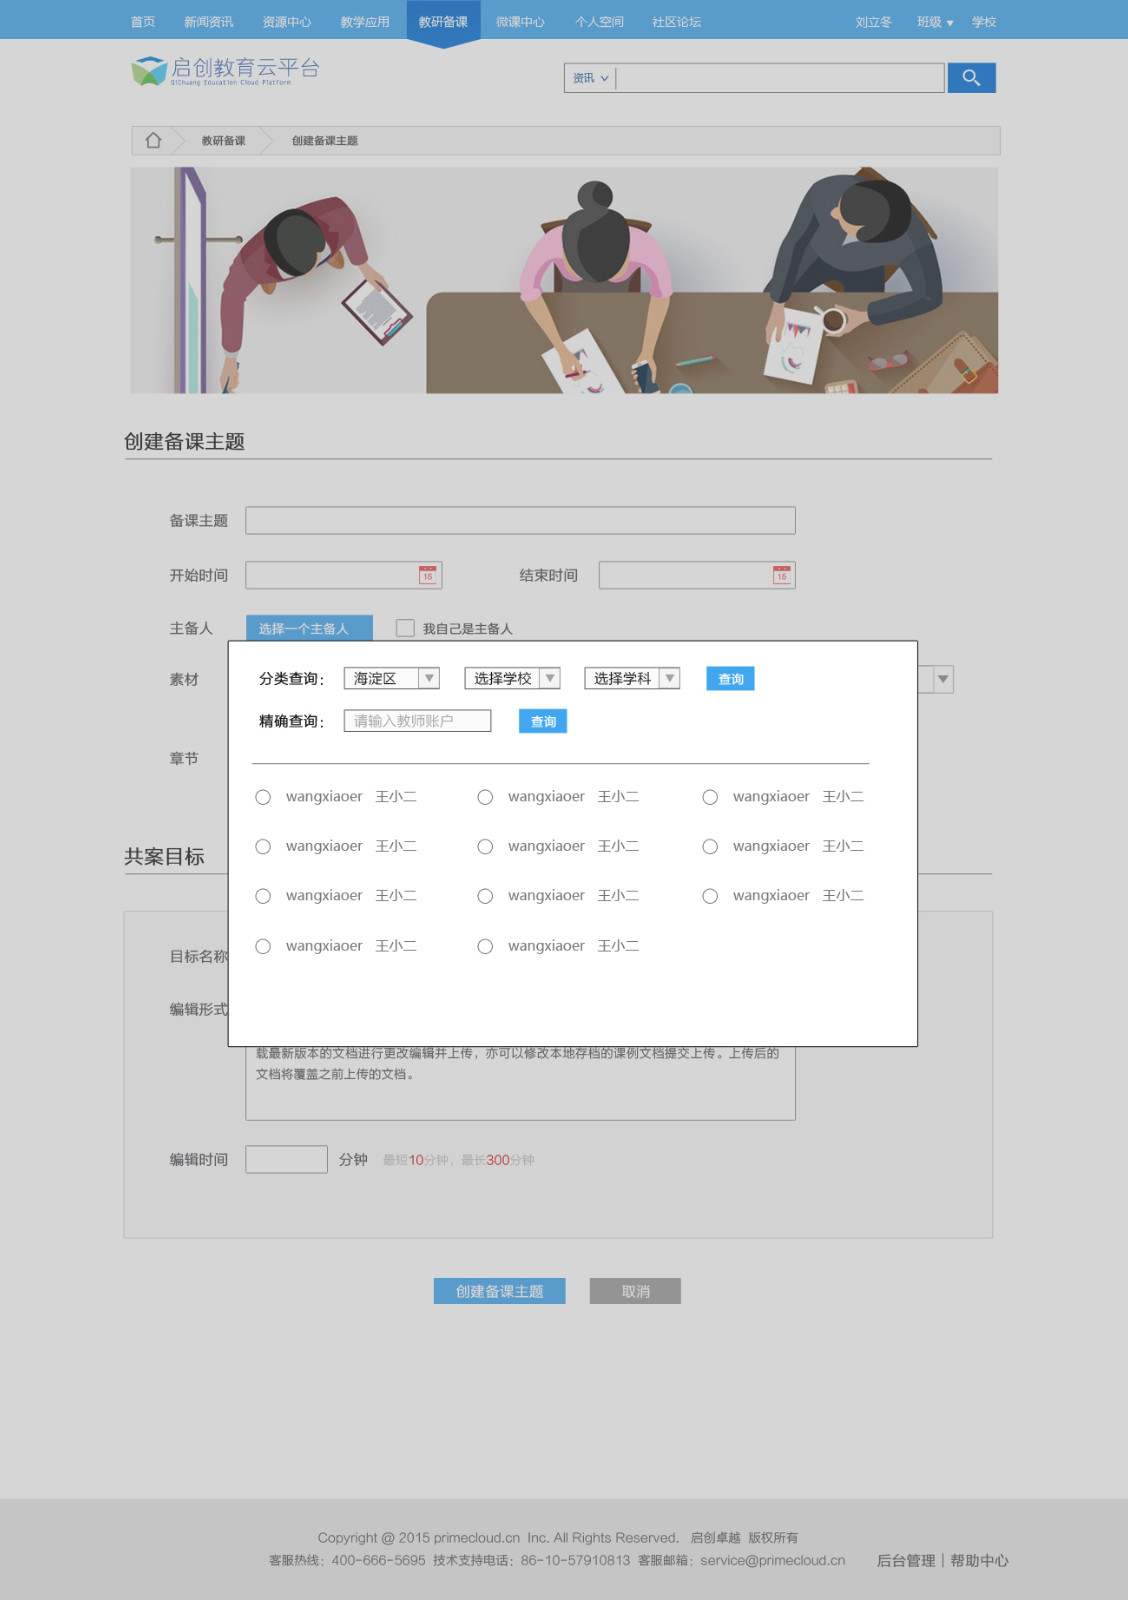 首页 新闻资讯 资源中心 教学应用 教研备课 微课中心 个人空间 社区论坛 刘立冬 班级 学校
启创教育云平台
QiChuang Education Cloud Platform
资讯
教研备课 创建备课主题
创建备课主题
备课主题
开始时间 15 结束时间 15
主备人 选择一个主备人 我自己是主备人
素材
章节
分类查询： 海淀区 选择学校 选择学科 查询
精确查询： 请输入教师账户 查询
wangxiaoer 王小二 wangxiaoer 王小二 wangxiaoer 王小二
wangxiaoer 王小二 wangxiaoer 王小二 wangxiaoer 王小二
wangxiaoer 王小二 wangxiaoer 王小二 wangxiaoer 王小二
wangxiaoer 王小二 wangxiaoer 王小二
共案目标
目标名称
编辑形式
载最新版本的文档进行更改编辑并上传，亦可以修改本地存档的课例文档提交上传。上传后的
文档将覆盖之前上传的文档。
编辑时间 分钟 最短10分钟，最长300分钟
创建备课主题 取消
Copyright @ 2015 primecloud.cn Inc. All Rights Reserved. 启创卓越 版权所有
客服热线：400-666-5695 技术支持电话：86-10-57910813 客服邮箱：service@primecloud.cn 后台管理 | 帮助中心